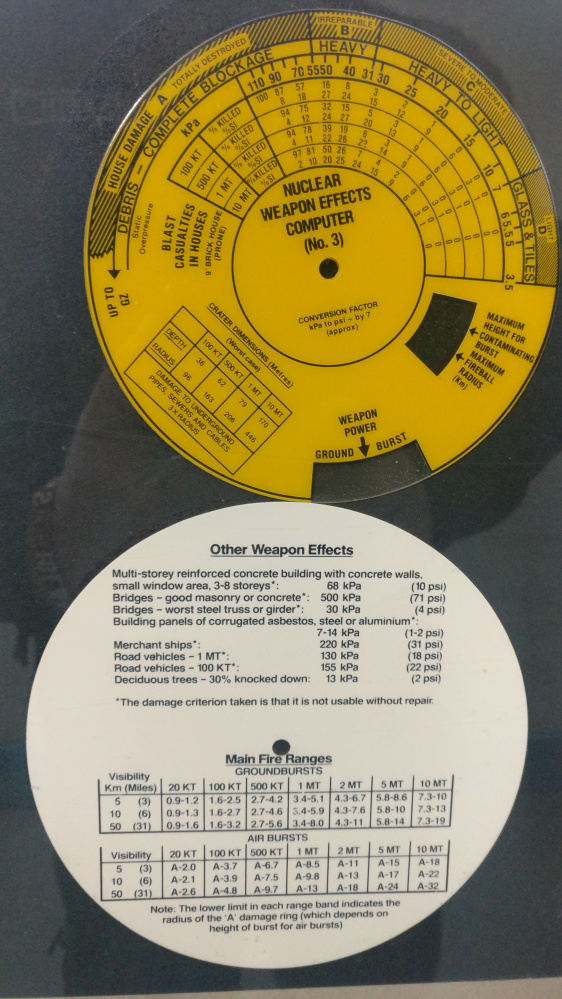 HOUSE DAMAGE A TOTALLY DESTROYED
IRREPARABLE
B
SEVERE TO MODERATE
C
LIGHT
D
DEBRIS – COMPLETE BLOCKAGE
HEAVY
HEAVY TO LIGHT
GLASS & TILES
kPa
110 90 70 55 50 40 31 30 25 20 15 10 7 6 5.5 5 3.5
Static
Overpressure
UP TO
GZ
BLAST
CASUALTIES
IN HOUSES
9" BRICK HOUSE
(PRONE)
100 KT
% KILLED
%SI
500 KT
% KILLED
%SI
1 MT
% KILLED
%SI
10 MT
%KILLED
%SI
NUCLEAR
WEAPON EFFECTS
COMPUTER
(No. 3)
CONVERSION FACTOR
kPa to psi ÷ by 7
(approx)
MAXIMUM
HEIGHT FOR
CONTAMINATING
BURST
MAXIMUM
FIREBALL
RADIUS
(Km)
CRATER DIMENSIONS (Metres)
(Worst case)
100 KT 500 KT 1 MT 10 MT
DEPTH 36 62 79 170
RADIUS 96 163 206 446
DAMAGE TO UNDERGROUND
PIPES, SEWERS AND CABLES
3 X RADIUS
WEAPON
POWER
GROUND BURST
Other Weapon Effects
Multi-storey reinforced concrete building with concrete walls,
small window area, 3-8 storeys*: 68 kPa (10 psi)
Bridges – good masonry or concrete*: 500 kPa (71 psi)
Bridges – worst steel truss or girder*: 30 kPa (4 psi)
Building panels of corrugated asbestos, steel or aluminium*:
7-14 kPa (1-2 psi)
Merchant ships*: 220 kPa (31 psi)
Road vehicles – 1 MT*: 130 kPa (18 psi)
Road vehicles – 100 KT*: 155 kPa (22 psi)
Deciduous trees – 30% knocked down: 13 kPa (2 psi)
*The damage criterion taken is that it is not usable without repair.
Main Fire Ranges
GROUNDBURSTS
Visibility
Km (Miles) 20 KT 100 KT 500 KT 1 MT 2 MT 5 MT 10 MT
5 (3) 0.9-1.2 1.6-2.5 2.7-4.2 3.4-5.1 4.3-6.7 5.8-8.6 7.3-10
10 (6) 0.9-1.3 1.6-2.7 2.7-4.6 3.4-5.9 4.3-7.6 5.8-10 7.3-13
50 (31) 0.9-1.6 1.6-3.2 2.7-5.6 3.4-8.0 4.3-11 5.8-14 7.3-19
AIR BURSTS
Visibility 20 KT 100 KT 500 KT 1 MT 2 MT 5 MT 10 MT
5 (3) A-2.0 A-3.7 A-6.7 A-8.5 A-11 A-15 A-18
10 (6) A-2.1 A-3.9 A-7.5 A-9.8 A-13 A-17 A-22
50 (31) A-2.6 A-4.8 A-9.7 A-13 A-18 A-24 A-32
Note: The lower limit in each range band indicates the
radius of the 'A' damage ring (which depends on
height of burst for air bursts)